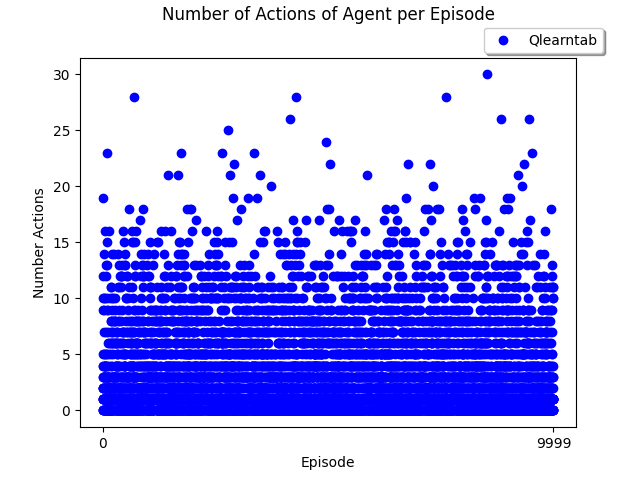 Number of Actions of Agent per Episode
Qlearntab
30
25
20
15
10
5
0
Number Actions
0
9999
Episode